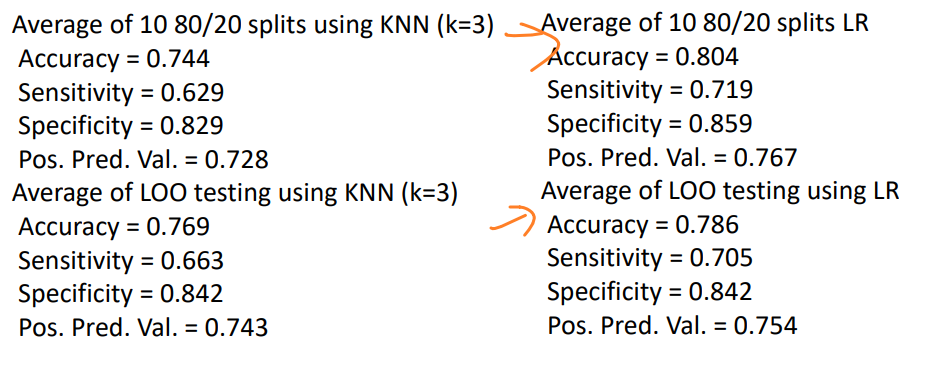 Average of 10 80/20 splits using KNN (k=3)
Accuracy = 0.744
Sensitivity = 0.629
Specificity = 0.829
Pos. Pred. Val. = 0.728
Average of LOO testing using KNN (k=3)
Accuracy = 0.769
Sensitivity = 0.663
Specificity = 0.842
Pos. Pred. Val. = 0.743
Average of 10 80/20 splits LR
Accuracy = 0.804
Sensitivity = 0.719
Specificity = 0.859
Pos. Pred. Val. = 0.767
Average of LOO testing using LR
Accuracy = 0.786
Sensitivity = 0.705
Specificity = 0.842
Pos. Pred. Val. = 0.754